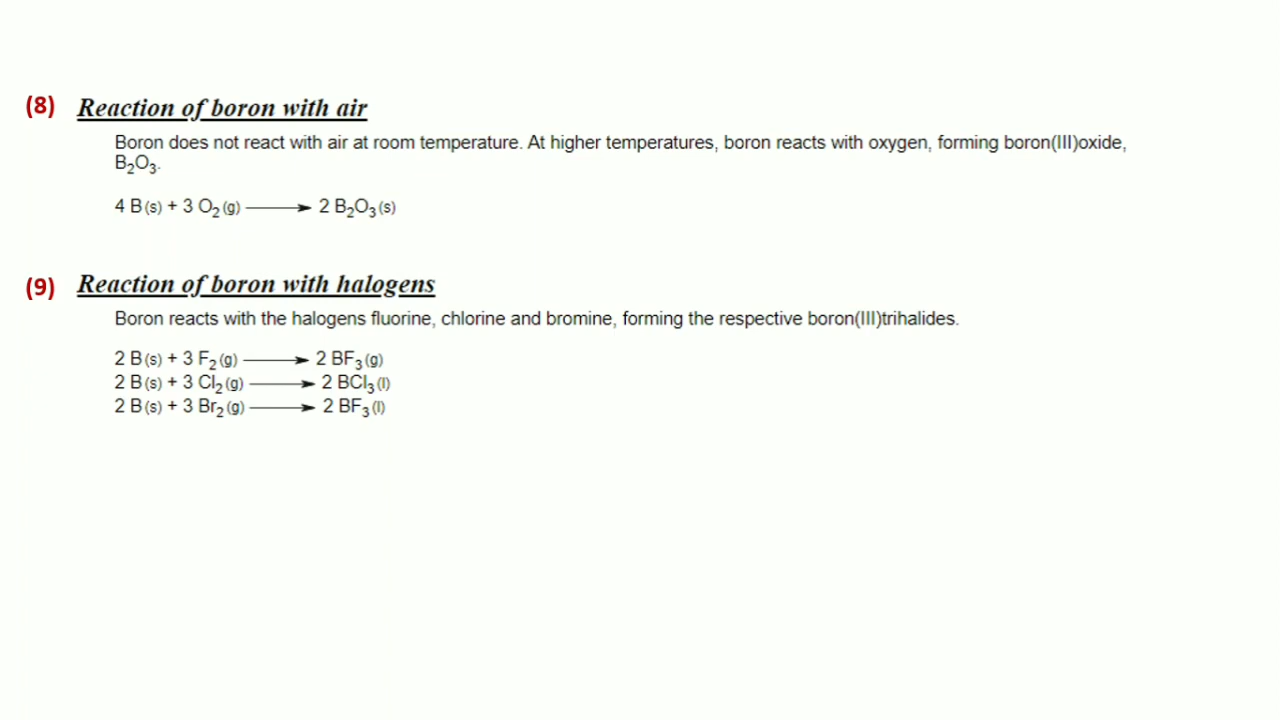 (8) Reaction of boron with air
Boron does not react with air at room temperature. At higher temperatures, boron reacts with oxygen, forming boron(III)oxide,
B₂O₃.
4 B (s) + 3 O₂ (g) ⟶ 2 B₂O₃ (s)
(9) Reaction of boron with halogens
Boron reacts with the halogens fluorine, chlorine and bromine, forming the respective boron(III)trihalides.
2 B (s) + 3 F₂ (g) ⟶ 2 BF₃ (g)
2 B (s) + 3 Cl₂ (g) ⟶ 2 BCl₃ (l)
2 B (s) + 3 Br₂ (g) ⟶ 2 BF₃ (l)